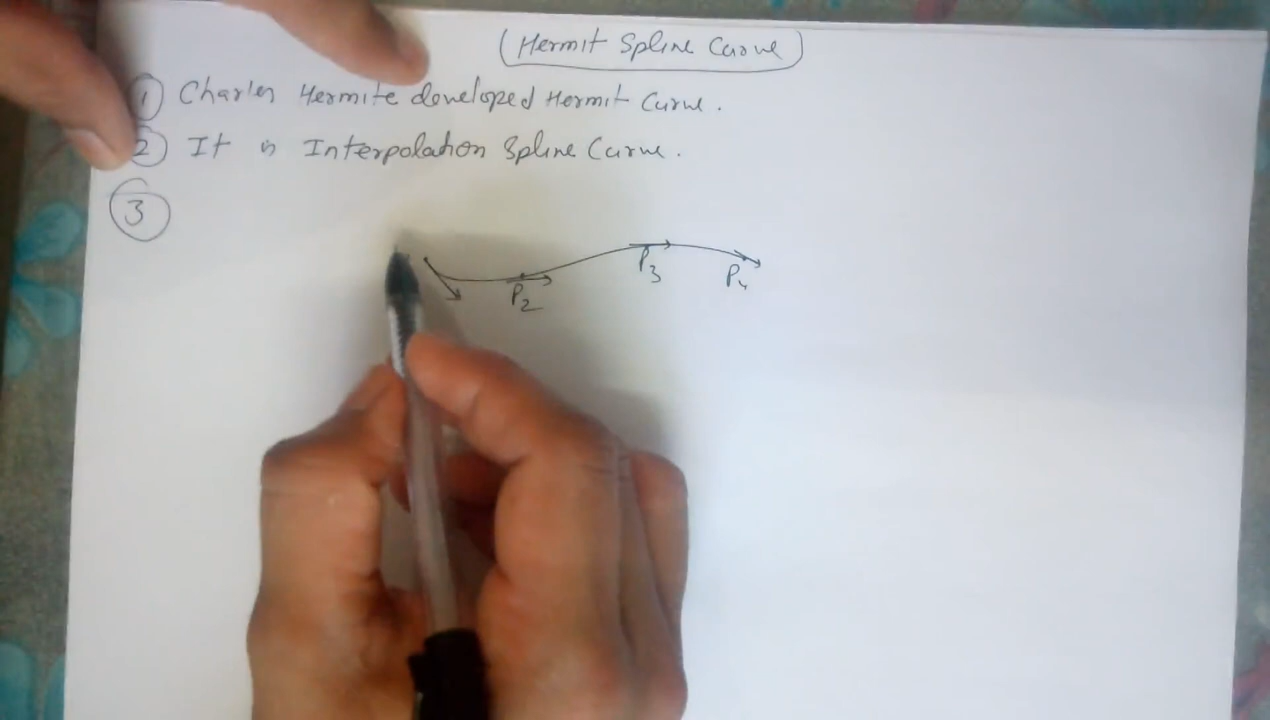 (Hermit Spline Curve)
1 Charles Hermite developed Hermit Curve.
2 It is Interpolation Spline Curve.
3
P2 P3 P4